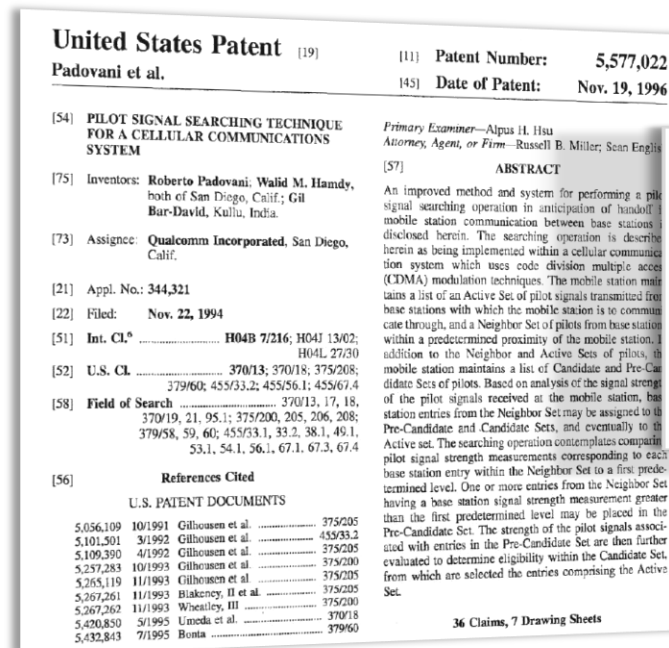 United States Patent [19]
Padovani et al.
[11] Patent Number: 5,577,022
[45] Date of Patent: Nov. 19, 1996
[54] PILOT SIGNAL SEARCHING TECHNIQUE
FOR A CELLULAR COMMUNICATIONS
SYSTEM
[75] Inventors: Roberto Padovani; Walid M. Hamdy,
both of San Diego, Calif.; Gil
Bar-David, Kullu, India.
[73] Assignee: Qualcomm Incorporated, San Diego,
Calif.
[21] Appl. No.: 344,321
[22] Filed: Nov. 22, 1994
[51] Int. Cl.⁶ ........................ H04B 7/216; H04J 13/02;
H04L 27/30
[52] U.S. Cl. ........................ 370/13; 370/18; 375/208;
379/60; 455/33.2; 455/56.1; 455/67.4
[58] Field of Search ........................ 370/13, 17, 18,
370/19, 21, 95.1; 375/200, 205, 206, 208;
379/58, 59, 60; 455/33.1, 33.2, 38.1, 49.1,
53.1, 54.1, 56.1, 67.1, 67.3, 67.4
[56] References Cited
U.S. PATENT DOCUMENTS
5,056,109 10/1991 Gilhousen et al. ........................ 375/205
5,101,501 3/1992 Gilhousen et al. ........................ 455/33.2
5,109,390 4/1992 Gilhousen et al. ........................ 375/205
5,257,283 10/1993 Gilhousen et al. ........................ 375/200
5,265,119 11/1993 Gilhousen et al. ........................ 375/205
5,267,261 11/1993 Blakeney, II et al. ........................ 375/205
5,267,262 11/1993 Wheatley, III ........................ 375/200
5,420,850 5/1995 Umeda et al. ........................ 370/18
5,432,843 7/1995 Bonta ........................ 379/60
Primary Examiner—Alpus H. Hsu
Attorney, Agent, or Firm—Russell B. Miller; Sean Englis
[57] ABSTRACT
An improved method and system for performing a pilo
signal searching operation in anticipation of handoff
mobile station communication between base stations
disclosed herein. The searching operation is describe
herein as being implemented within a cellular communica
tion system which uses code division multiple acces
(CDMA) modulation techniques. The mobile station main
tains a list of an Active Set of pilot signals transmitted from
base stations with which the mobile station is to communi
cate through, and a Neighbor Set of pilots from base station
within a predetermined proximity of the mobile station.
addition to the Neighbor and Active Sets of pilots, th
mobile station maintains a list of Candidate and Pre-Can
didate Sets of pilots. Based on analysis of the signal strengt
of the pilot signals received at the mobile station, bas
station entries from the Neighbor Set may be assigned to th
Pre-Candidate and Candidate Sets, and eventually to th
Active set. The searching operation contemplates comparin
pilot signal strength measurements corresponding to each
base station entry within the Neighbor Set to a first prede-
termined level. One or more entries from the Neighbor Set
having a base station signal strength measurement greater
than the first predetermined level may be placed in the
Pre-Candidate Set. The strength of the pilot signals associ-
ated with entries in the Pre-Candidate Set are then further
evaluated to determine eligibility within the Candidate Set,
from which are selected the entries comprising the Active
Set.
36 Claims, 7 Drawing Sheets